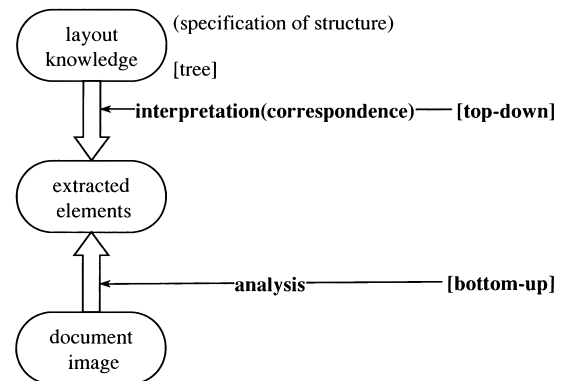 layout
knowledge
(specification of structure)
[tree]
interpretation(correspondence)
[top-down]
extracted
elements
analysis
[bottom-up]
document
image